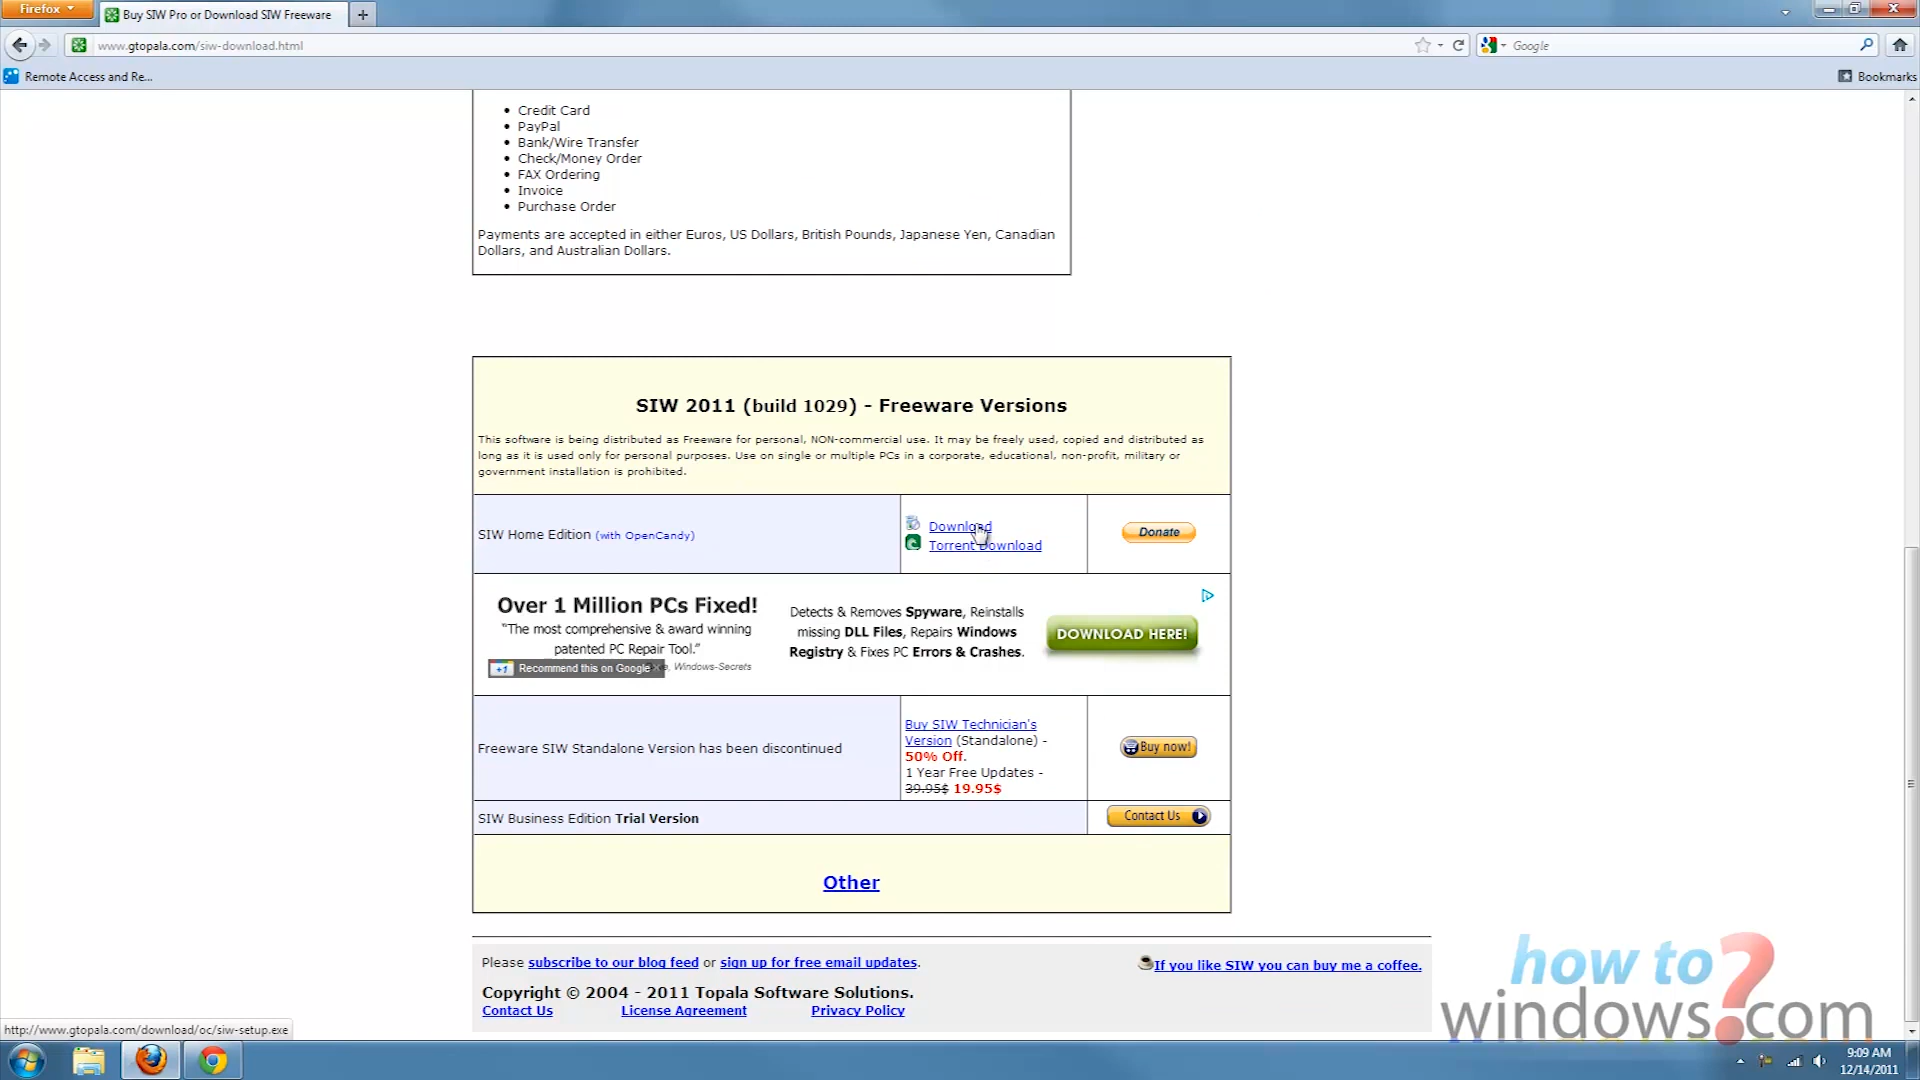 Firefox
Buy SIW Pro or Download SIW Freeware
www.gtopala.com/siw-download.html
Google
Remote Access and Re...
Bookmarks
• Credit Card
• PayPal
• Bank/Wire Transfer
• Check/Money Order
• FAX Ordering
• Invoice
• Purchase Order
Payments are accepted in either Euros, US Dollars, British Pounds, Japanese Yen, Canadian
Dollars, and Australian Dollars.
SIW 2011 (build 1029) - Freeware Versions
This software is being distributed as Freeware for personal, NON-commercial use. It may be freely used, copied and distributed as
long as it is used only for personal purposes. Use on single or multiple PCs in a corporate, educational, non-profit, military or
government installation is prohibited.
SIW Home Edition (with OpenCandy)
Download
Torrent Download
Donate
Over 1 Million PCs Fixed!
"The most comprehensive & award winning
patented PC Repair Tool."
+1 Recommend this on Google
, Windows-Secrets
Detects & Removes Spyware, Reinstalls
missing DLL Files, Repairs Windows
Registry & Fixes PC Errors & Crashes.
DOWNLOAD HERE!
Freeware SIW Standalone Version has been discontinued
Buy SIW Technician's
Version (Standalone) -
50% Off.
1 Year Free Updates -
39.95$ 19.95$
Buy now!
SIW Business Edition Trial Version
Contact Us
Other
Please subscribe to our blog feed or sign up for free email updates.
If you like SIW you can buy me a coffee.
Copyright © 2004 - 2011 Topala Software Solutions.
Contact Us License Agreement Privacy Policy
http://www.gtopala.com/download/oc/siw-setup.exe
how to?
windows.com
9:09 AM
12/14/2011